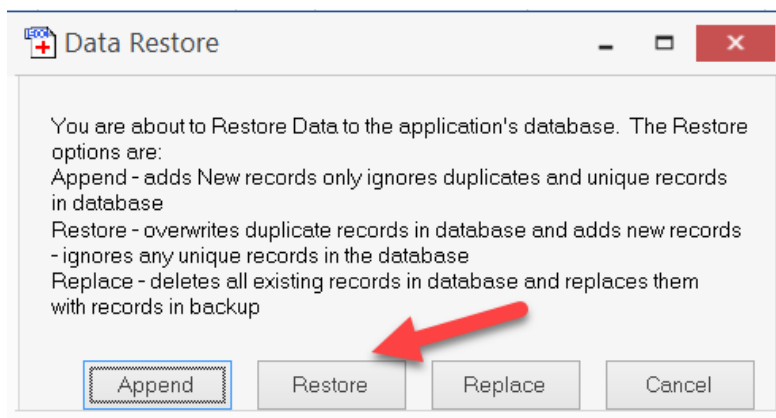 Data Restore
You are about to Restore Data to the application's database. The Restore
options are:
Append - adds New records only ignores duplicates and unique records
in database
Restore - overwrites duplicate records in database and adds new records
- ignores any unique records in the database
Replace - deletes all existing records in database and replaces them
with records in backup
Append Restore Replace Cancel